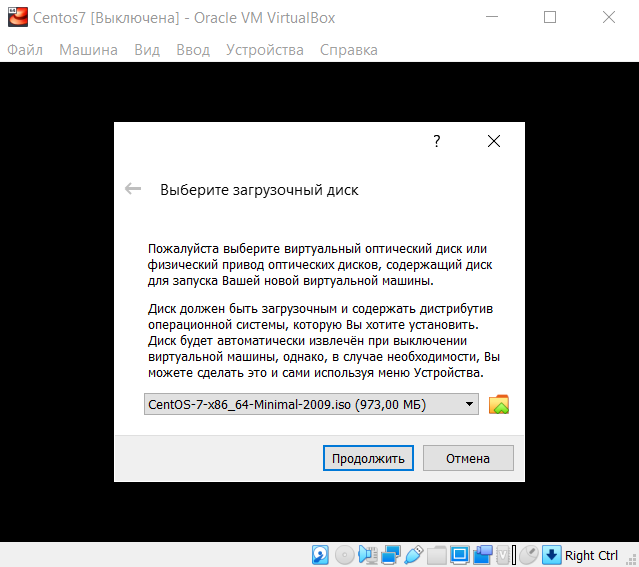 Centos7 [Выключена] - Oracle VM VirtualBox
Файл Машина Вид Ввод Устройства Справка
?
Выберите загрузочный диск
Пожалуйста выберите виртуальный оптический диск или
физический привод оптических дисков, содержащий диск
для запуска Вашей новой виртуальной машины.
Диск должен быть загрузочным и содержать дистрибутив
операционной системы, которую Вы хотите установить.
Диск будет автоматически извлечён при выключении
виртуальной машины, однако, в случае необходимости, Вы
можете сделать это и сами используя меню Устройства.
CentOS-7-x86_64-Minimal-2009.iso (973,00 МБ)
Продолжить Отмена
Right Ctrl